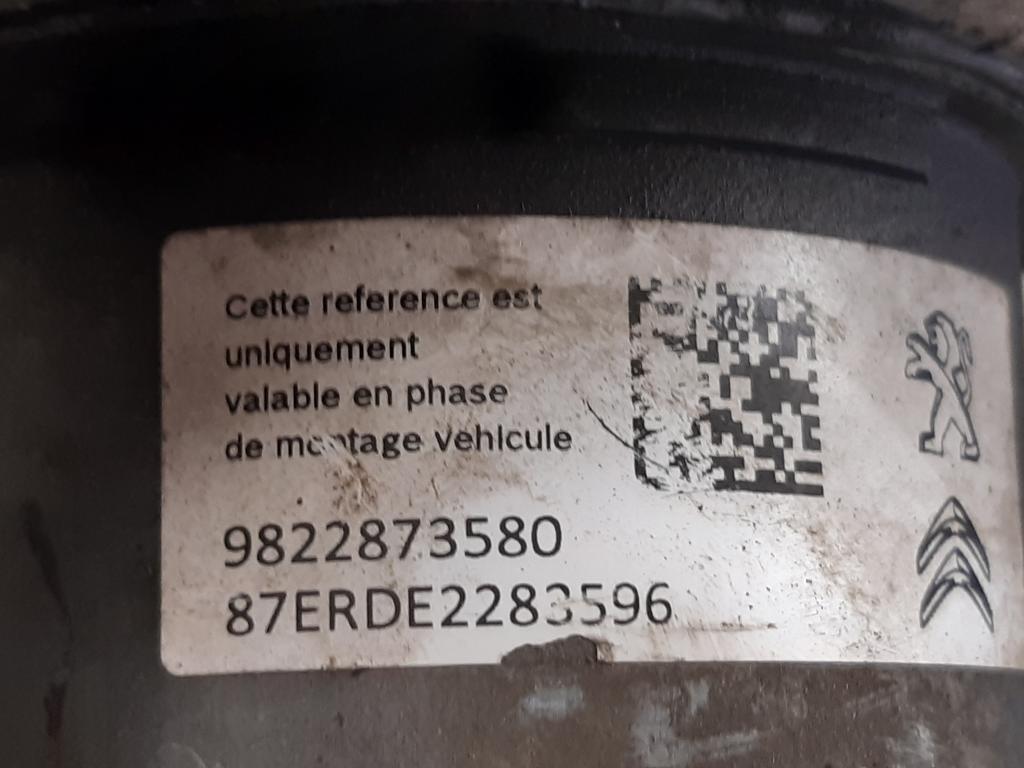 Cette reference est
uniquement
valable en phase
de montage vehicule
9822873580
87ERDE2283596